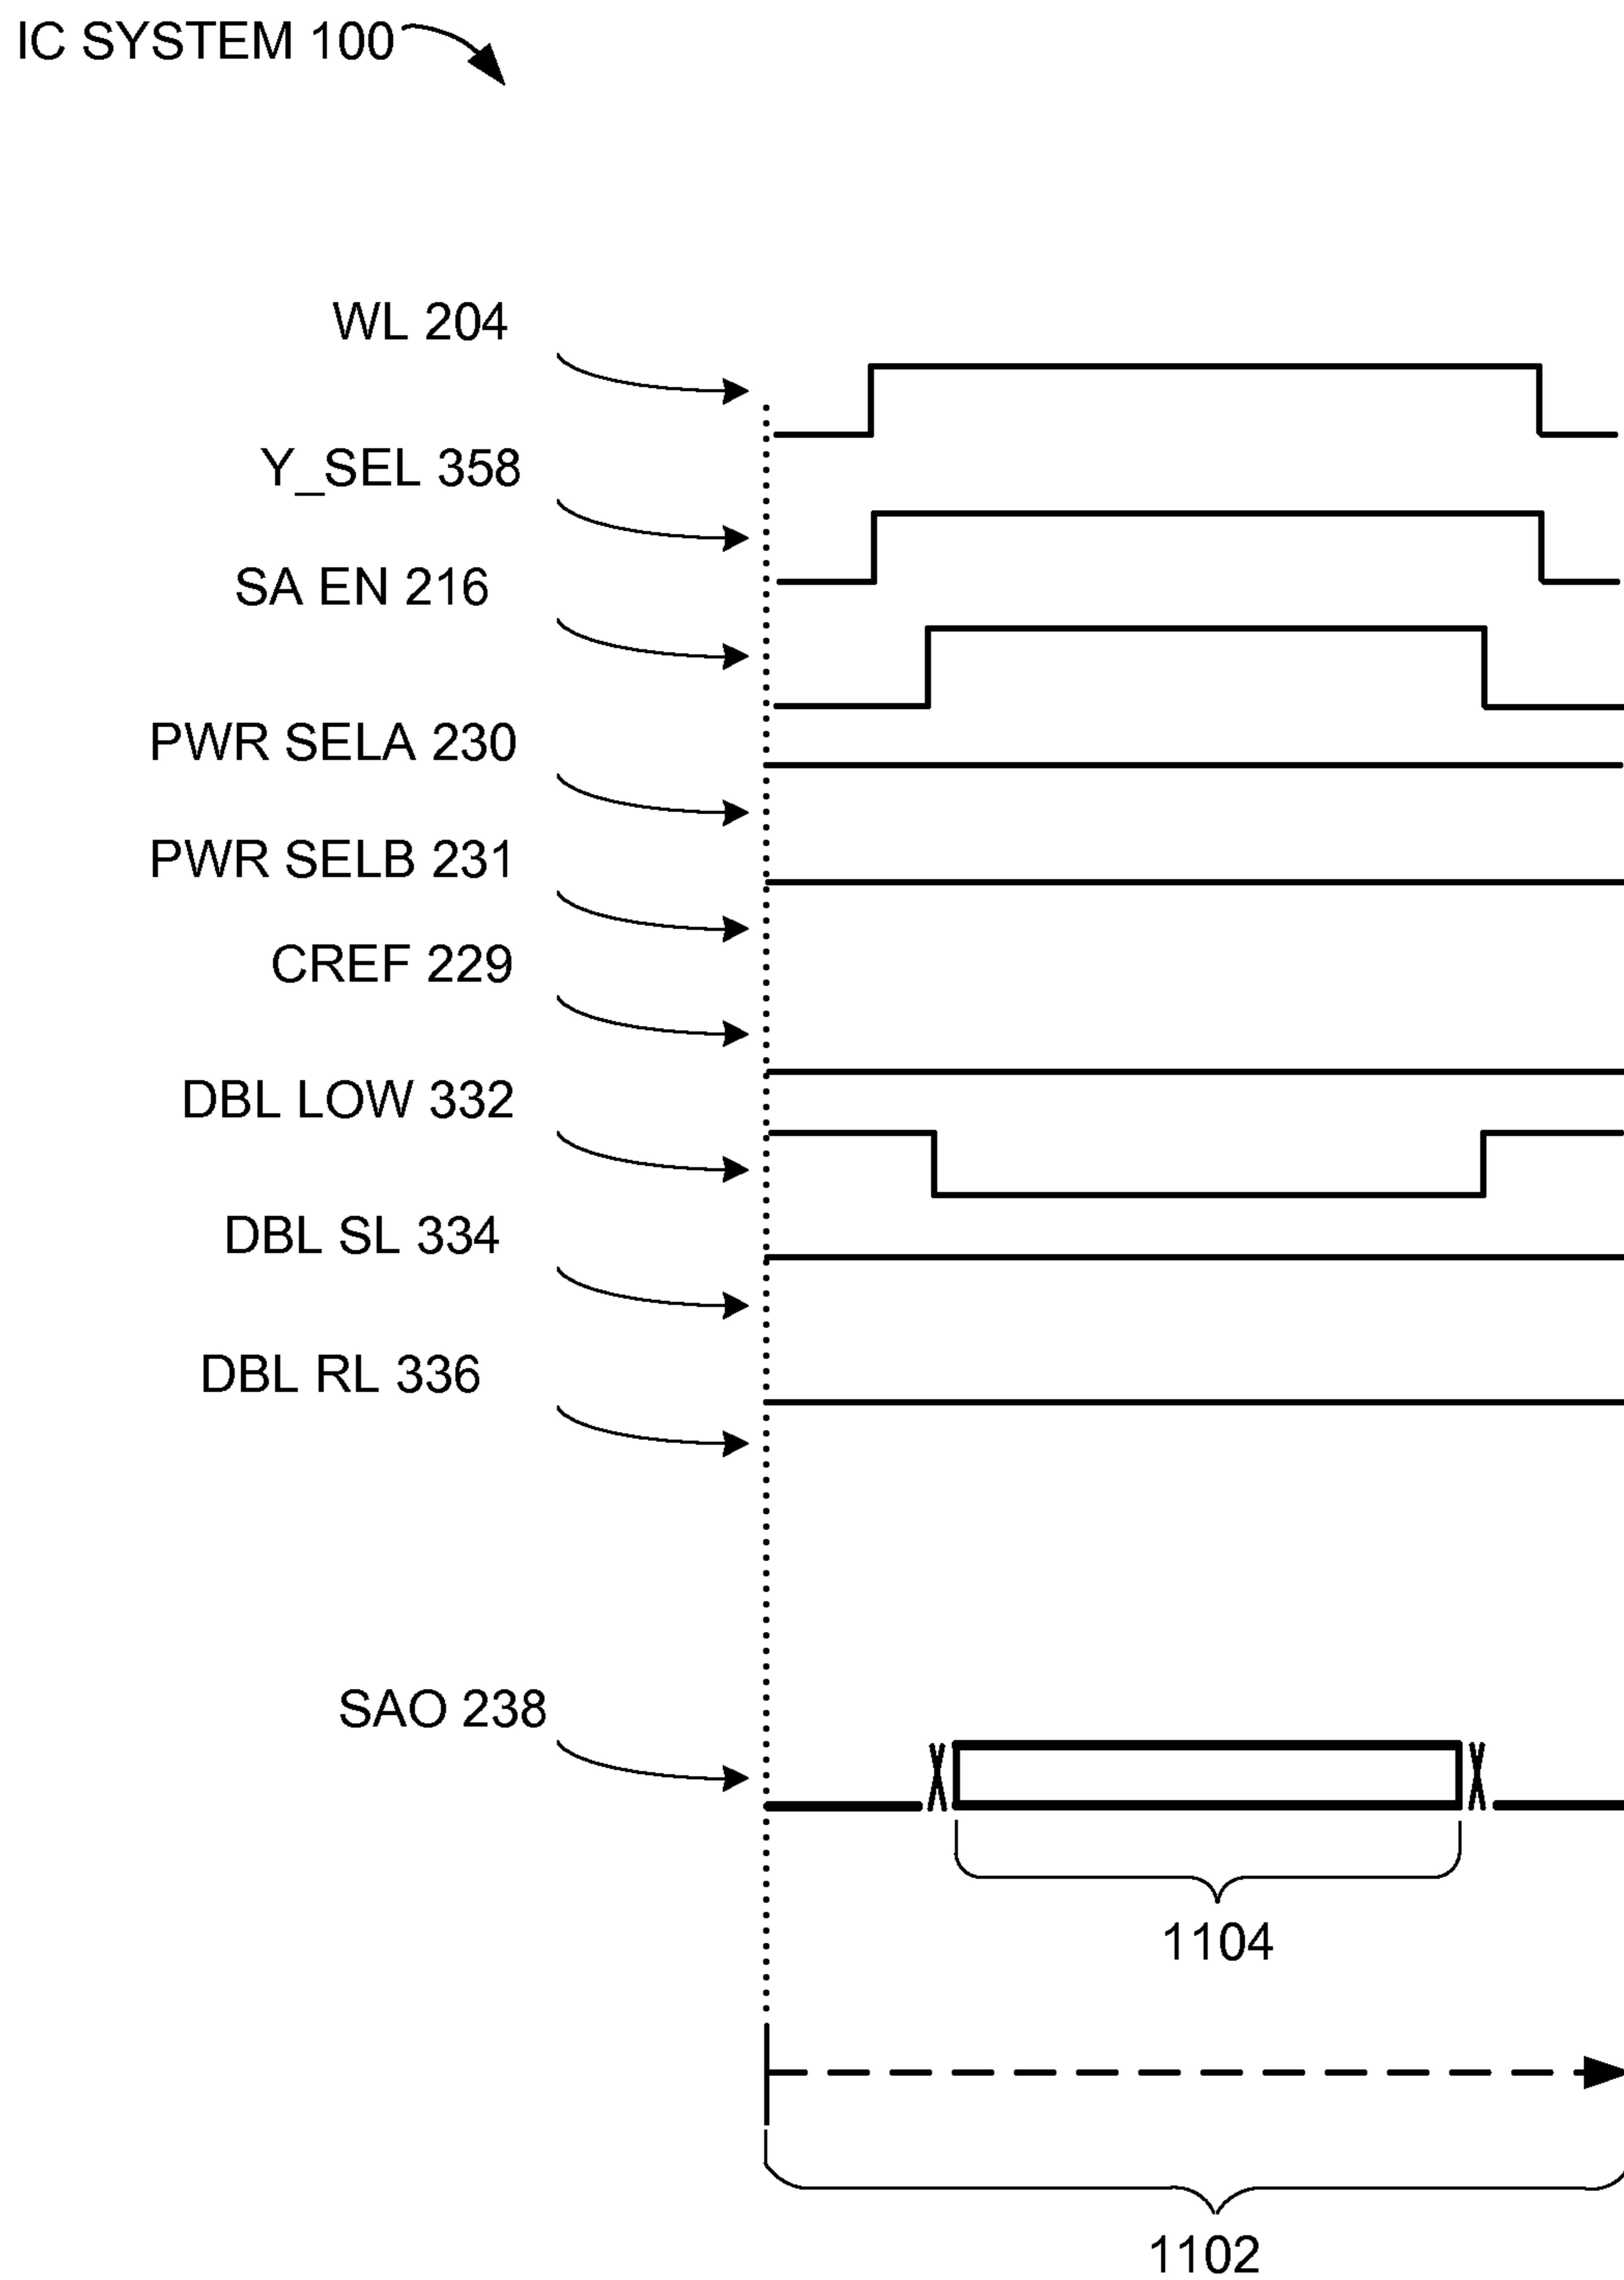 IC SYSTEM 100
WL 204
Y_SEL 358
SA EN 216
PWR SELA 230
PWR SELB 231
CREF 229
DBL LOW 332
DBL SL 334
DBL RL 336
SAO 238
1104
1102